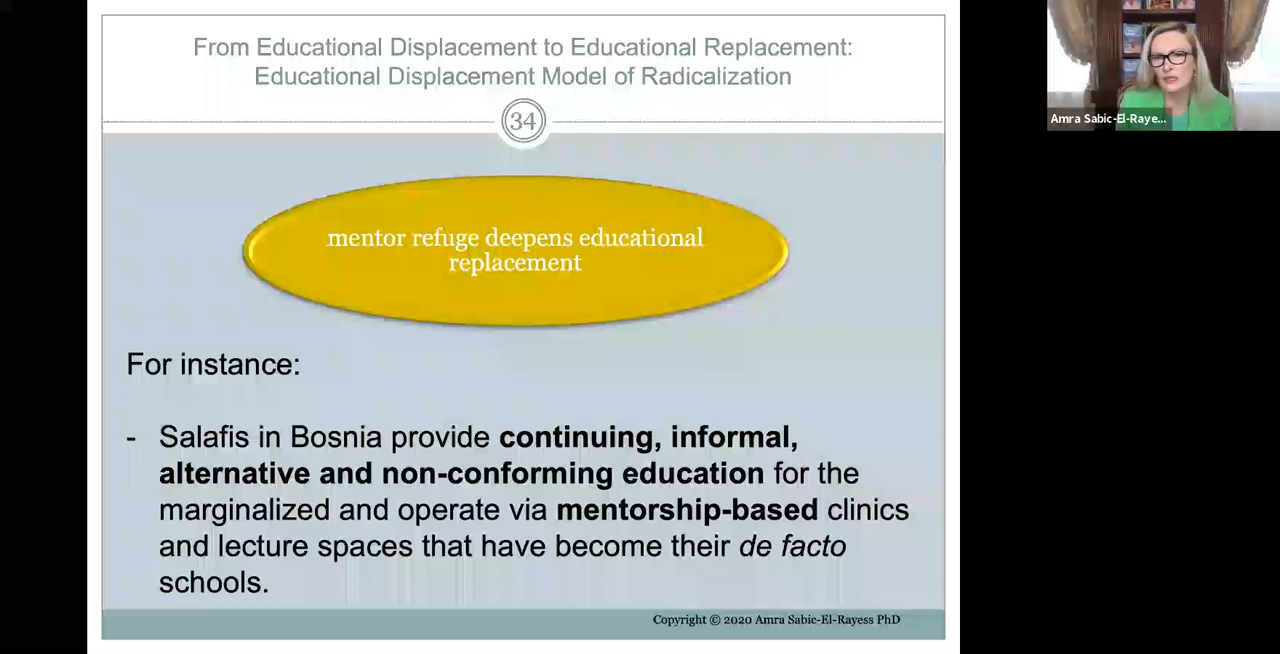 From Educational Displacement to Educational Replacement:
Educational Displacement Model of Radicalization
34
mentor refuge deepens educational
replacement
For instance:
- Salafis in Bosnia provide continuing, informal,
alternative and non-conforming education for the
marginalized and operate via mentorship-based clinics
and lecture spaces that have become their de facto
schools.
Copyright © 2020 Amra Sabic-El-Rayess PhD
Amra Sabic-El-Raye...